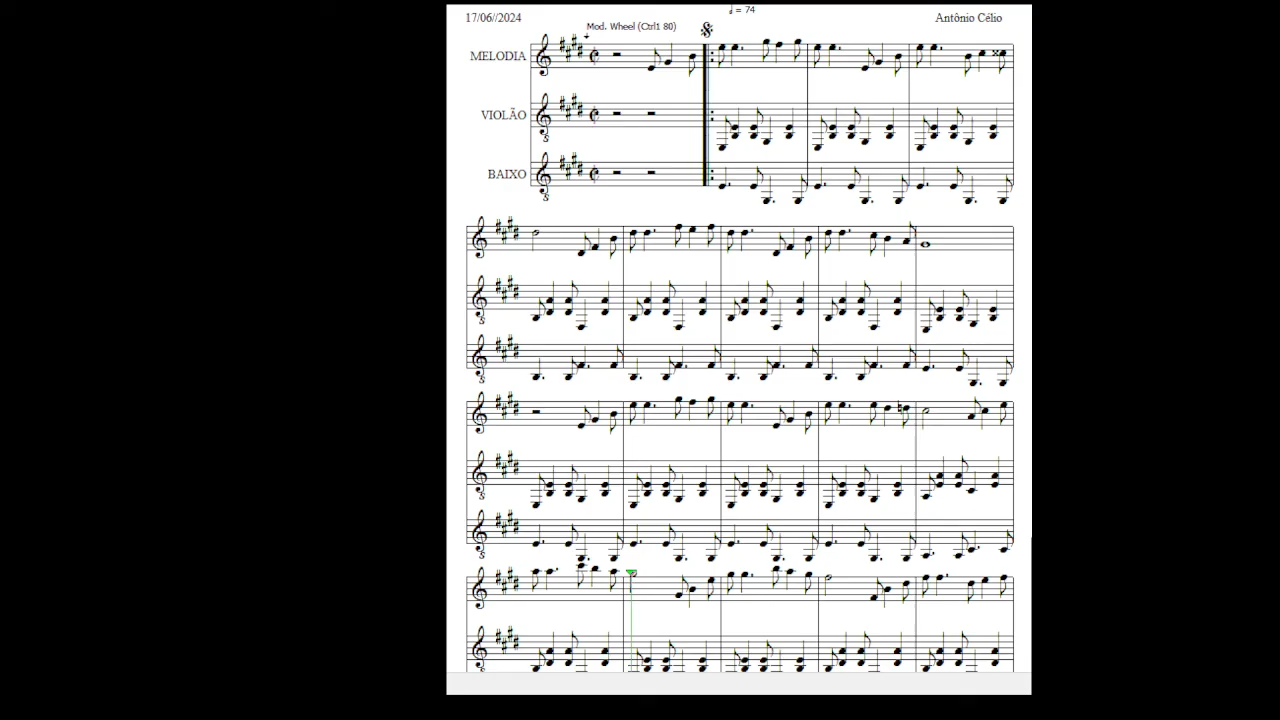 17/06//2024
= 74
Antônio Célio
Mod. Wheel (Ctrl1 80)
MELODIA
VIOLÃO
BAIXO